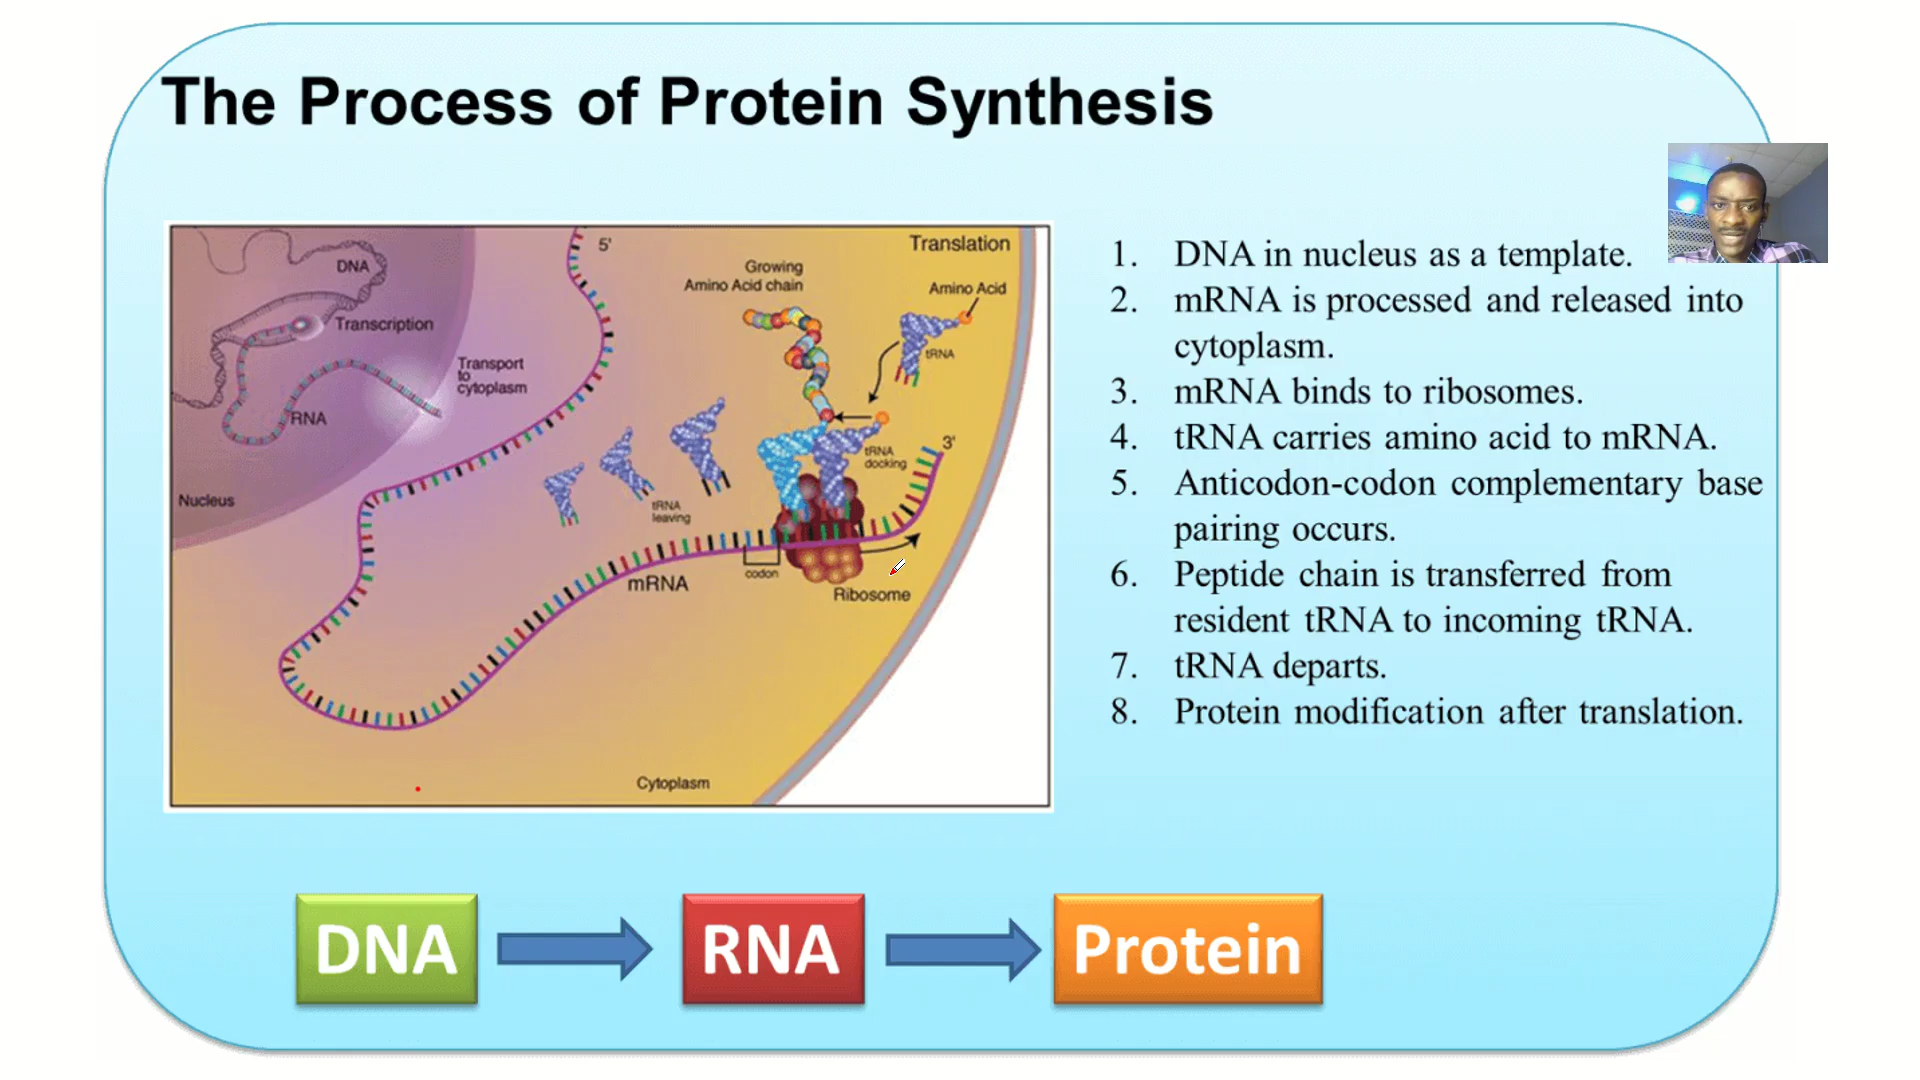 The Process of Protein Synthesis
5'
Translation
DNA
Growing
Amino Acid chain
Amino Acid
Transcription
tRNA
Transport
to
cytoplasm
RNA
3'
tRNA
docking
Nucleus
tRNA
leaving
codon
mRNA
Ribosome
Cytoplasm
1. DNA in nucleus as a template.
2. mRNA is processed and released into
cytoplasm.
3. mRNA binds to ribosomes.
4. tRNA carries amino acid to mRNA.
5. Anticodon-codon complementary base
pairing occurs.
6. Peptide chain is transferred from
resident tRNA to incoming tRNA.
7. tRNA departs.
8. Protein modification after translation.
DNA
RNA
Protein